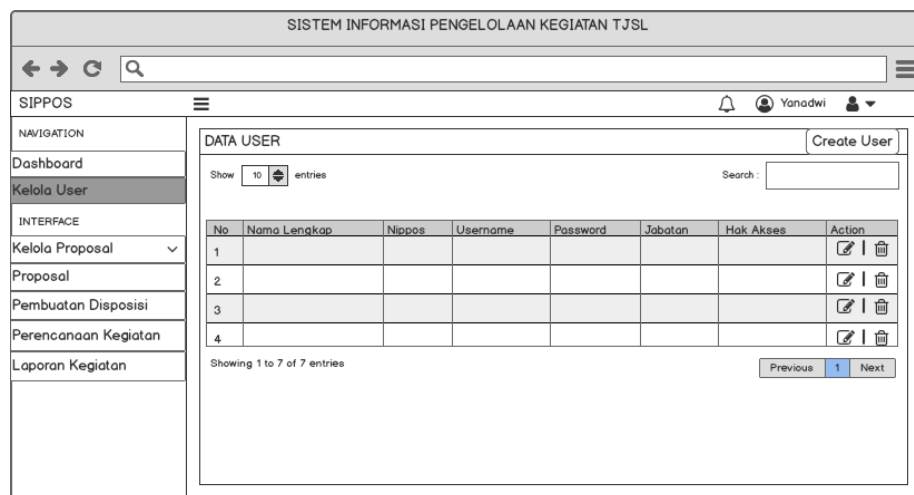 SISTEM INFORMASI PENGELOLAAN KEGIATAN TJSL
SIPPOS
Yanadwi
NAVIGATION
Dashboard
Kelola User
INTERFACE
Kelola Proposal
Proposal
Pembuatan Disposisi
Perencanaan Kegiatan
Laporan Kegiatan
DATA USER
Create User
Show 10 entries
Search :
No Nama Lengkap Nippos Username Password Jabatan Hak Akses Action
1
2
3
4
Showing 1 to 7 of 7 entries
Previous 1 Next